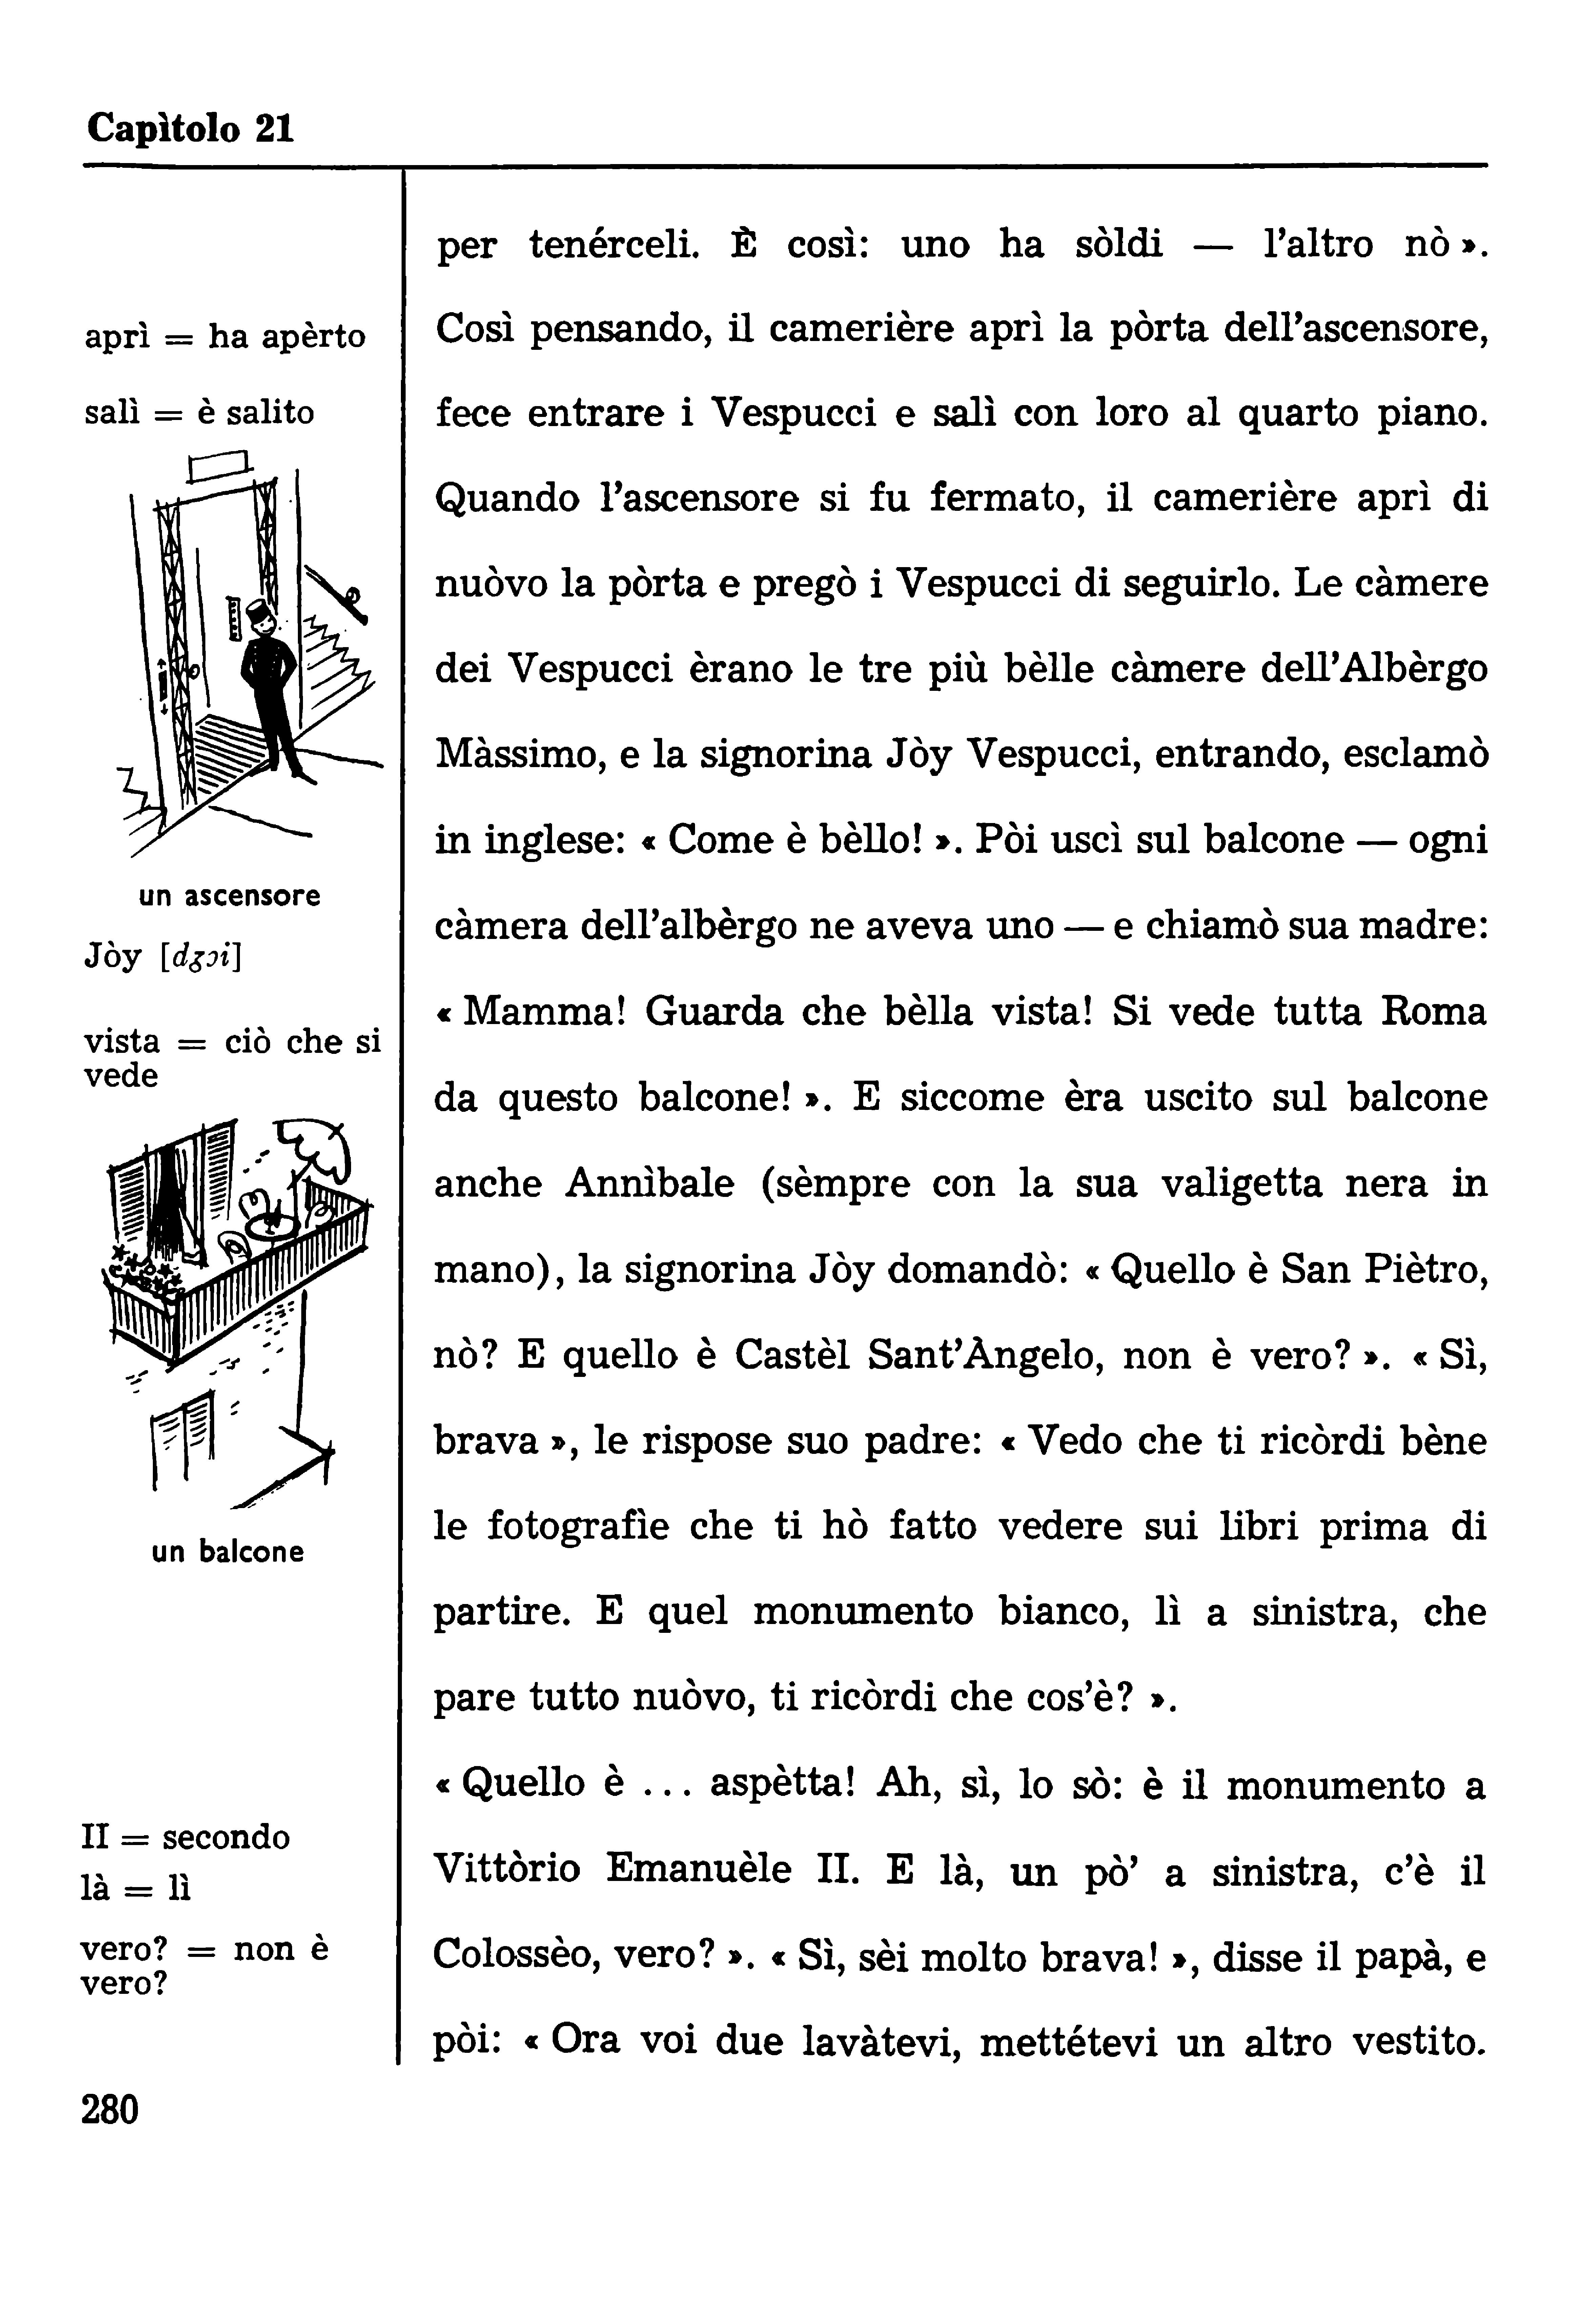 Capìtolo 21
per tenérceli. È così: uno ha sòldi — l'altro nò ».
aprì = ha apèrto
Così pensando, il camerière aprì la pòrta dell'ascensore,
salì = è salito
fece entrare i Vespucci e salì con loro al quarto piano.
Quando l'ascensore si fu fermato, il camerière aprì di
nuòvo la pòrta e pregò i Vespucci di seguirlo. Le càmere
dei Vespucci èrano le tre più bèlle càmere dell'Albèrgo
Màssimo, e la signorina Jòy Vespucci, entrando, esclamò
in inglese: « Come è bèllo! ». Pòi uscì sul balcone — ogni
un ascensore
càmera dell'albèrgo ne aveva uno — e chiamò sua madre:
Jòy [dʒɔi]
« Mamma! Guarda che bèlla vista! Si vede tutta Roma
vista = ciò che si
vede
da questo balcone! ». E siccome èra uscito sul balcone
anche Annìbale (sèmpre con la sua valigetta nera in
mano), la signorina Jòy domandò: « Quello è San Piètro,
nò? E quello è Castèl Sant'Àngelo, non è vero? ». « Sì,
brava », le rispose suo padre: « Vedo che ti ricòrdi bène
le fotografìe che ti hò fatto vedere sui libri prima di
un balcone
partire. E quel monumento bianco, lì a sinistra, che
pare tutto nuòvo, ti ricòrdi che cos'è? ».
« Quello è ... aspètta! Ah, sì, lo sò: è il monumento a
II = secondo
Vittòrio Emanuèle II. E là, un pò' a sinistra, c'è il
là = lì
Colossèo, vero? ». « Sì, sèi molto brava! », disse il papà, e
vero? = non è
vero?
pòi: « Ora voi due lavàtevi, mettétevi un altro vestito.
280